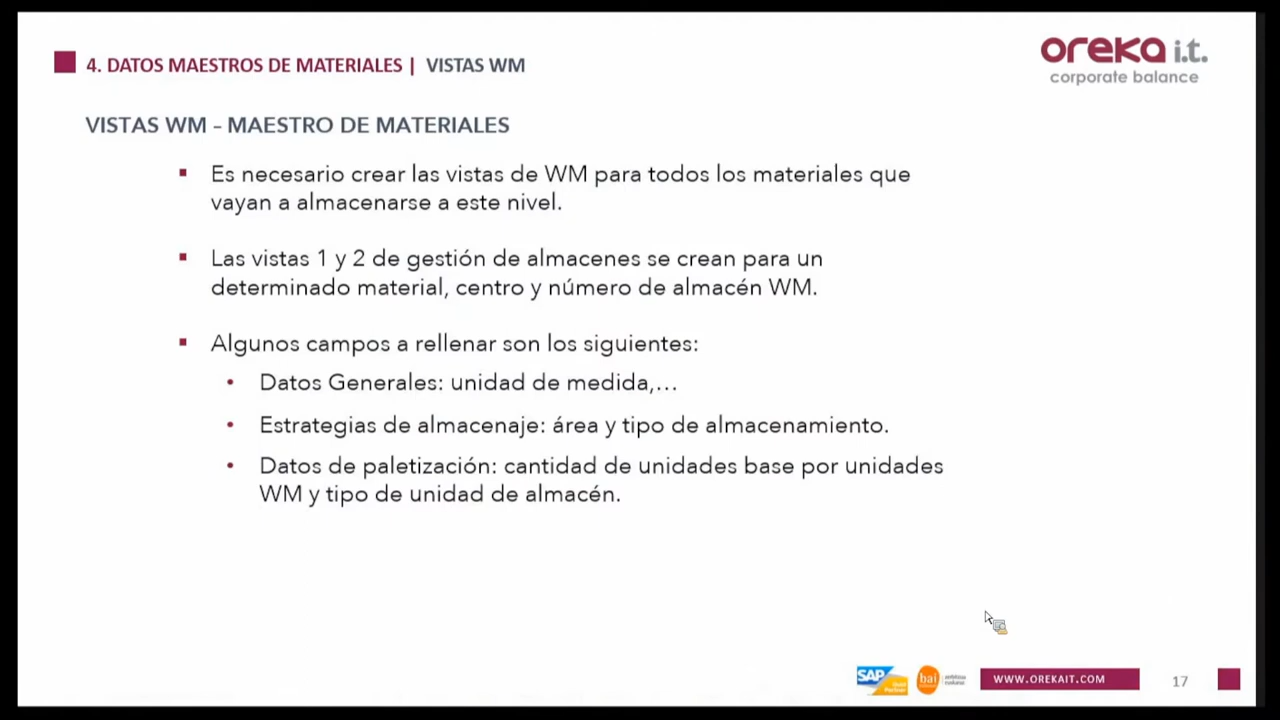 4. DATOS MAESTROS DE MATERIALES | VISTAS WM
oreka i.t.
corporate balance
VISTAS WM – MAESTRO DE MATERIALES
Es necesario crear las vistas de WM para todos los materiales que
vayan a almacenarse a este nivel.
Las vistas 1 y 2 de gestión de almacenes se crean para un
determinado material, centro y número de almacén WM.
Algunos campos a rellenar son los siguientes:
Datos Generales: unidad de medida,…
Estrategias de almacenaje: área y tipo de almacenamiento.
Datos de paletización: cantidad de unidades base por unidades
WM y tipo de unidad de almacén.
SAP
bai
WWW.OREKAIT.COM
17